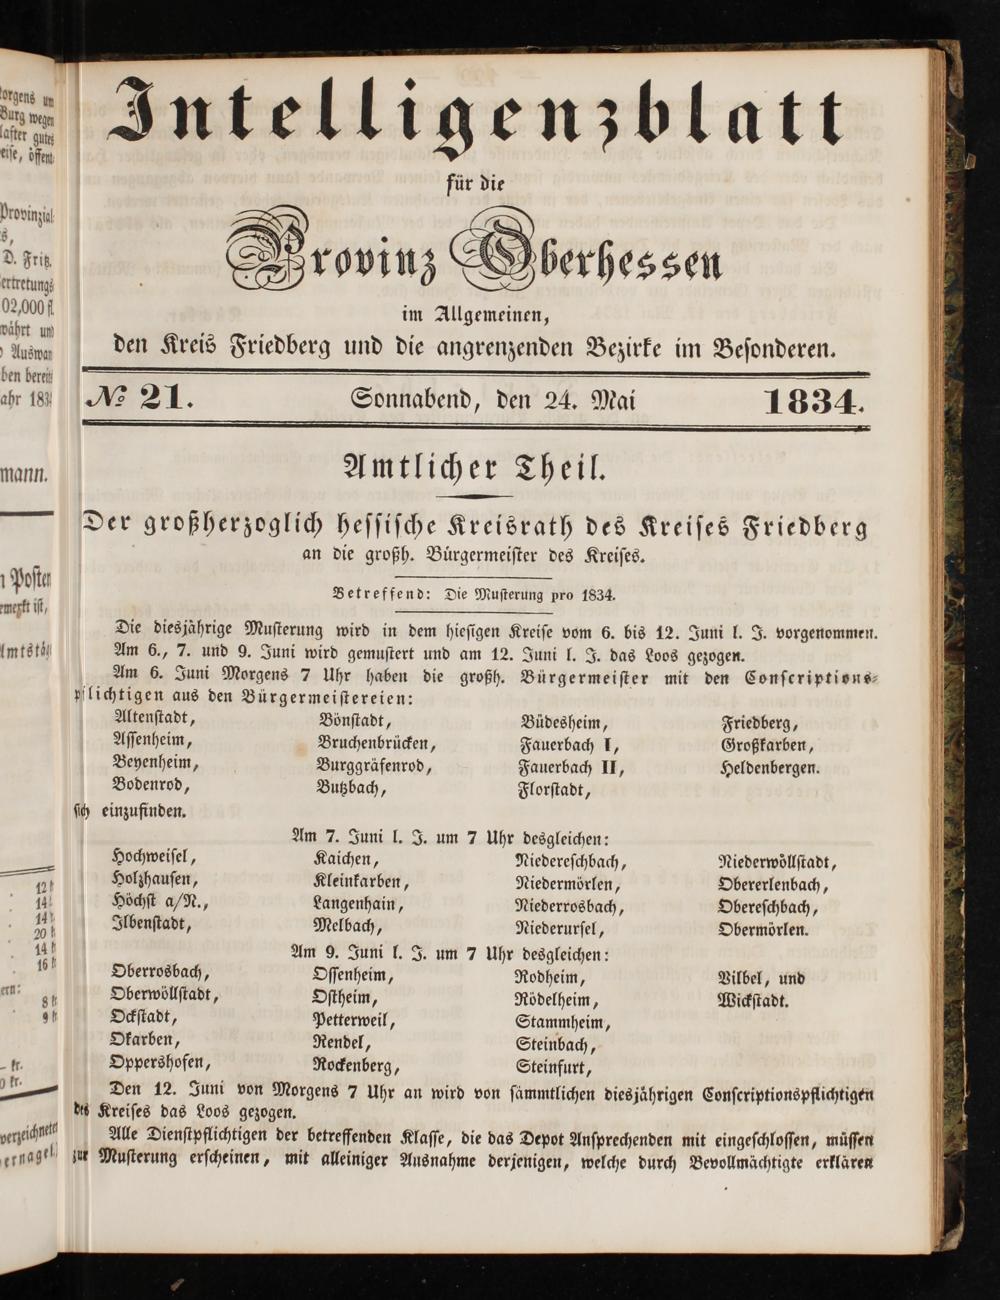 Intelligenzblatt
für die
Provinz Oberhessen
im Allgemeinen,
den Kreis Friedberg und die angrenzenden Bezirke im Besonderen.
№ 21. Sonnabend, den 24. Mai 1834.
Amtlicher Theil.
Der großherzoglich hessische Kreisrath des Kreises Friedberg
an die großh. Bürgermeister des Kreises.
Betreffend: Die Musterung pro 1834.
Die diesjährige Musterung wird in dem hiesigen Kreise vom 6. bis 12. Juni l. J. vorgenommen.
Am 6., 7. und 9. Juni wird gemustert und am 12. Juni l. J. das Loos gezogen.
Am 6. Juni Morgens 7 Uhr haben die großh. Bürgermeister mit den Conscriptions-
pflichtigen aus den Bürgermeistereien:
Altenstadt, Bönstadt, Büdesheim, Friedberg,
Assenheim, Bruchenbrücken, Fauerbach I, Großkarben,
Beyenheim, Burggräfenrod, Fauerbach II, Heldenbergen.
Bodenrod, Butzbach, Florstadt,
sich einzufinden.
Am 7. Juni l. J. um 7 Uhr desgleichen:
Hochweisel, Kaichen, Niedereschbach, Niederwöllstadt,
Holzhausen, Kleinkarben, Niedermörlen, Obererlenbach,
Höchst a/N., Langenhain, Niederrosbach, Obereschbach,
Ilbenstadt, Melbach, Niederursel, Obermörlen.
Am 9. Juni l. J. um 7 Uhr desgleichen:
Oberrosbach, Ossenheim, Rodheim, Vilbel, und
Oberwöllstadt, Ostheim, Rödelheim, Wickstadt.
Ockstadt, Petterweil, Stammheim,
Okarben, Rendel, Steinbach,
Oppershofen, Rockenberg, Steinfurt,
Den 12. Juni von Morgens 7 Uhr an wird von sämmtlichen diesjährigen Conscriptionspflichtigen
des Kreises das Loos gezogen.
Alle Dienstpflichtigen der betreffenden Klasse, die das Depot Ansprechenden mit eingeschlossen, müssen
zur Musterung erscheinen, mit alleiniger Ausnahme derjenigen, welche durch Bevollmächtigte erklären